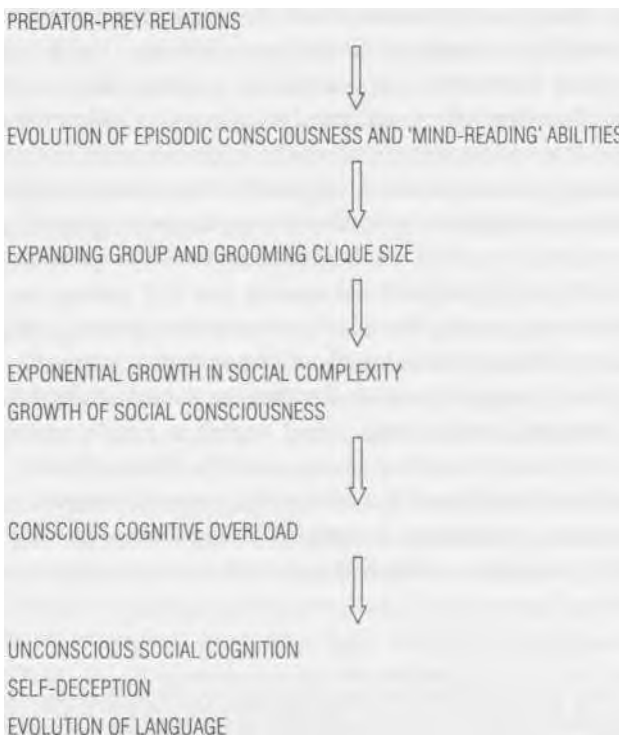 PREDATOR-PREY RELATIONS
EVOLUTION OF EPISODIC CONSCIOUSNESS AND 'MIND-READING' ABILITIES
EXPANDING GROUP AND GROOMING CLIQUE SIZE
EXPONENTIAL GROWTH IN SOCIAL COMPLEXITY
GROWTH OF SOCIAL CONSCIOUSNESS
CONSCIOUS COGNITIVE OVERLOAD
UNCONSCIOUS SOCIAL COGNITION
SELF-DECEPTION
EVOLUTION OF LANGUAGE